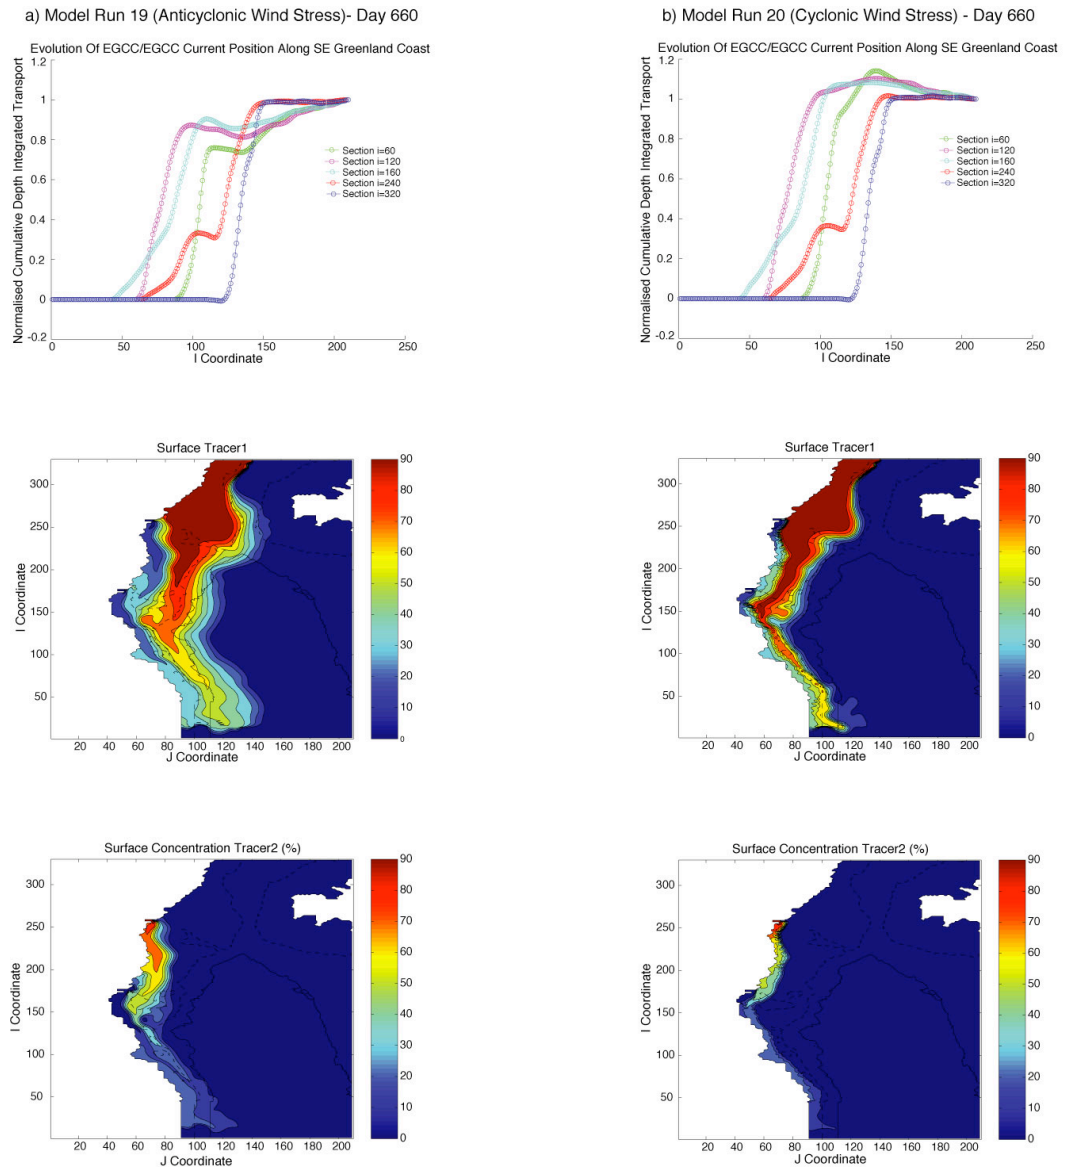 a) Model Run 19 (Anticyclonic Wind Stress)- Day 660
Evolution Of EGCC/EGCC Current Position Along SE Greenland Coast
Normalised Cumulative Depth Integrated Transport
1.2
1
0.8
0.6
0.4
0.2
0
-0.2
0 50 100 150 200 250
I Coordinate
Section i=60
Section i=120
Section i=160
Section i=240
Section i=320
b) Model Run 20 (Cyclonic Wind Stress) - Day 660
Evolution Of EGCC/EGCC Current Position Along SE Greenland Coast
Normalised Cumulative Depth Integrated Transport
1.2
1
0.8
0.6
0.4
0.2
0
-0.2
0 50 100 150 200 250
I Coordinate
Section i=60
Section i=120
Section i=160
Section i=240
Section i=320
Surface Tracer1
I Coordinate
300
250
200
150
100
50
20 40 60 80 100 120 140 160 180 200
J Coordinate
90
80
70
60
50
40
30
20
10
0
Surface Tracer1
I Coordinate
300
250
200
150
100
50
20 40 60 80 100 120 140 160 180 200
J Coordinate
90
80
70
60
50
40
30
20
10
0
Surface Concentration Tracer2 (%)
I Coordinate
300
250
200
150
100
50
20 40 60 80 100 120 140 160 180 200
J Coordinate
90
80
70
60
50
40
30
20
10
0
Surface Concentration Tracer2 (%)
I Coordinate
300
250
200
150
100
50
20 40 60 80 100 120 140 160 180 200
J Coordinate
90
80
70
60
50
40
30
20
10
0